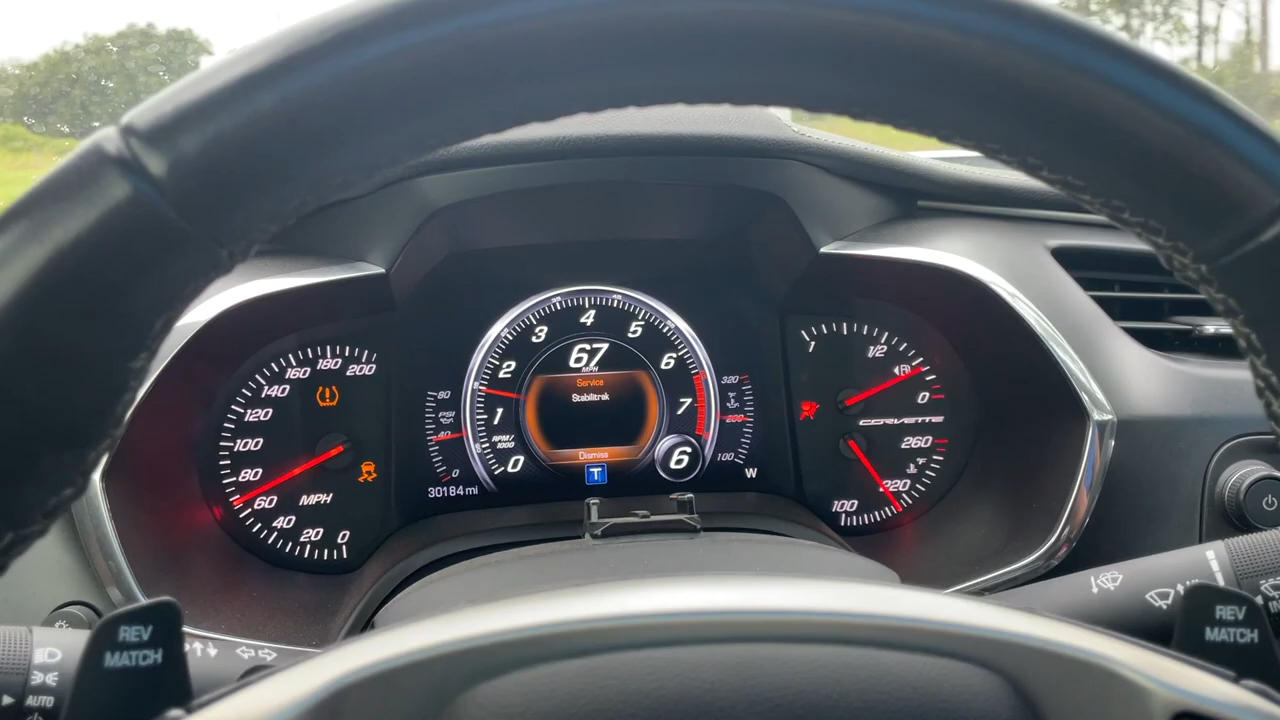 200
180
160
140
120
100
80
60
40
20
0
MPH
80
PSI
40
0
30184 mi
0
1
2
3
4
5
6
7
RPM/
1000
67
MPH
Service
Stabilitrak
Dismiss
T
6
320
200
100
W
1
1/2
0
CORVETTE
260
220
100
REV
MATCH
AUTO
REV
MATCH